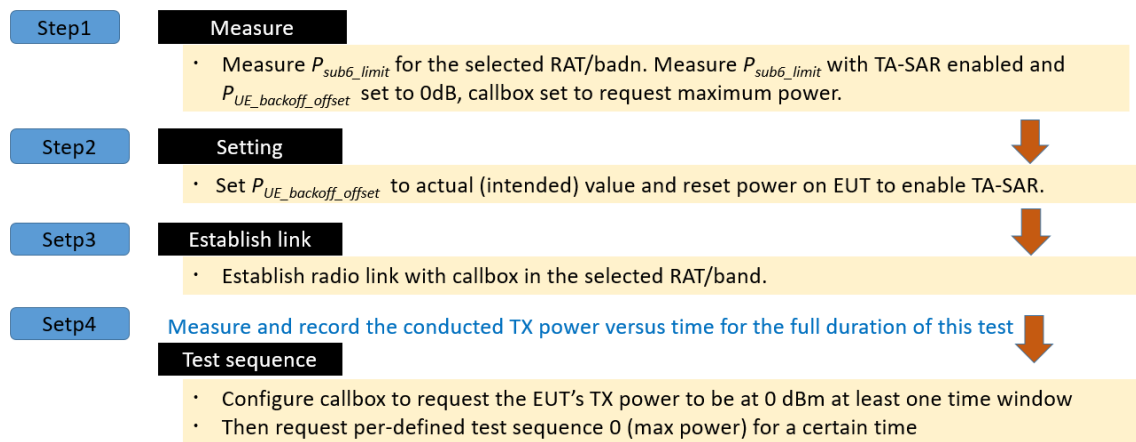 Step1
Measure
· Measure P_sub6_limit for the selected RAT/badn. Measure P_sub6_limit with TA-SAR enabled and
P_UE_backoff_offset set to 0dB, callbox set to request maximum power.
Step2
Setting
· Set P_UE_backoff_offset to actual (intended) value and reset power on EUT to enable TA-SAR.
Setp3
Establish link
· Establish radio link with callbox in the selected RAT/band.
Setp4
Measure and record the conducted TX power versus time for the full duration of this test
Test sequence
· Configure callbox to request the EUT’s TX power to be at 0 dBm at least one time window
· Then request per-defined test sequence 0 (max power) for a certain time